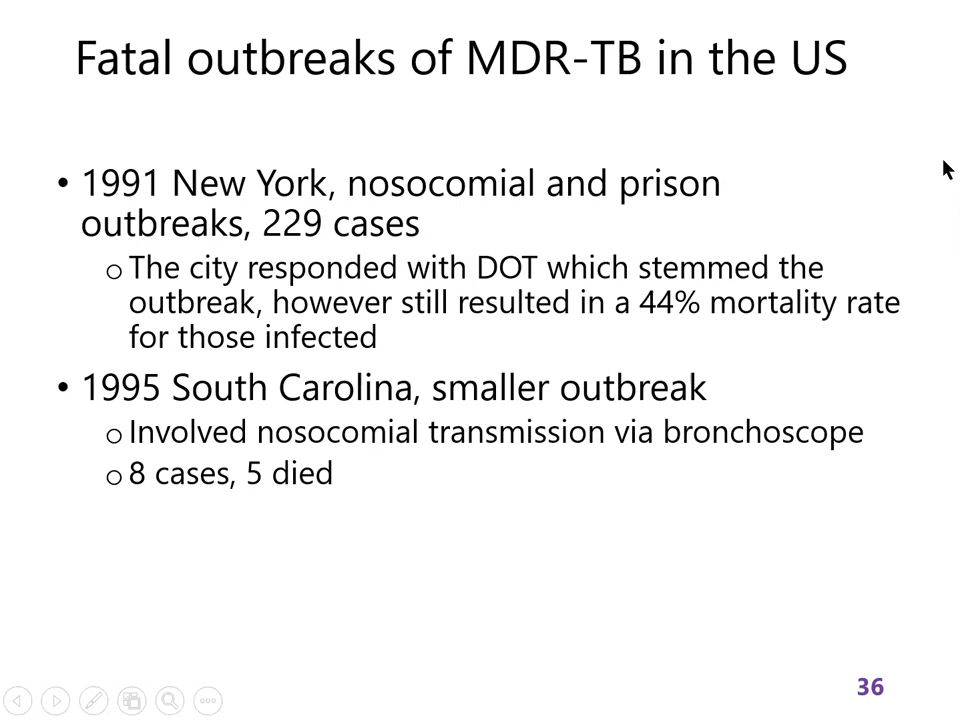 Fatal outbreaks of MDR-TB in the US
• 1991 New York, nosocomial and prison
outbreaks, 229 cases
o The city responded with DOT which stemmed the
outbreak, however still resulted in a 44% mortality rate
for those infected
• 1995 South Carolina, smaller outbreak
o Involved nosocomial transmission via bronchoscope
o 8 cases, 5 died
36